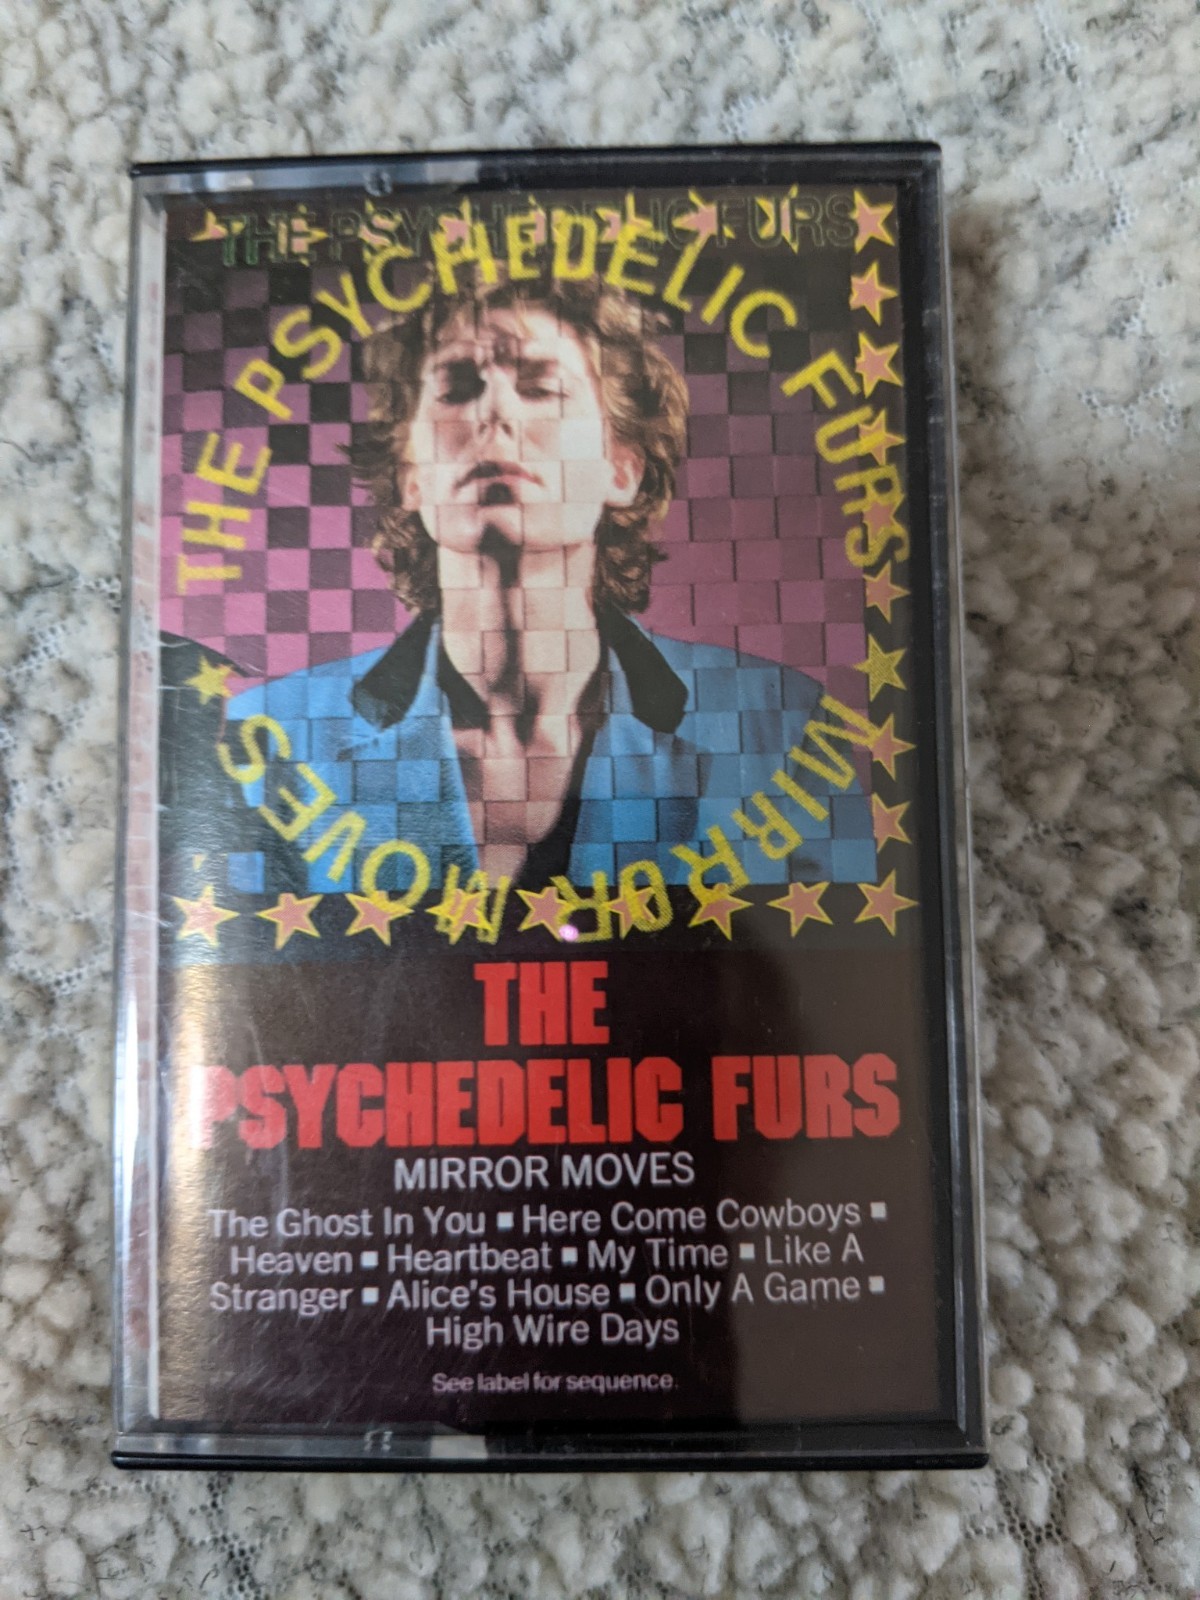 THE PSYCHEDELIC FURS
THE PSYCHEDELIC FURS MIRROR MOVES
THE
PSYCHEDELIC FURS
MIRROR MOVES
The Ghost In You ▪ Here Come Cowboys ▪
Heaven ▪ Heartbeat ▪ My Time ▪ Like A
Stranger ▪ Alice's House ▪ Only A Game ▪
High Wire Days
See label for sequence.